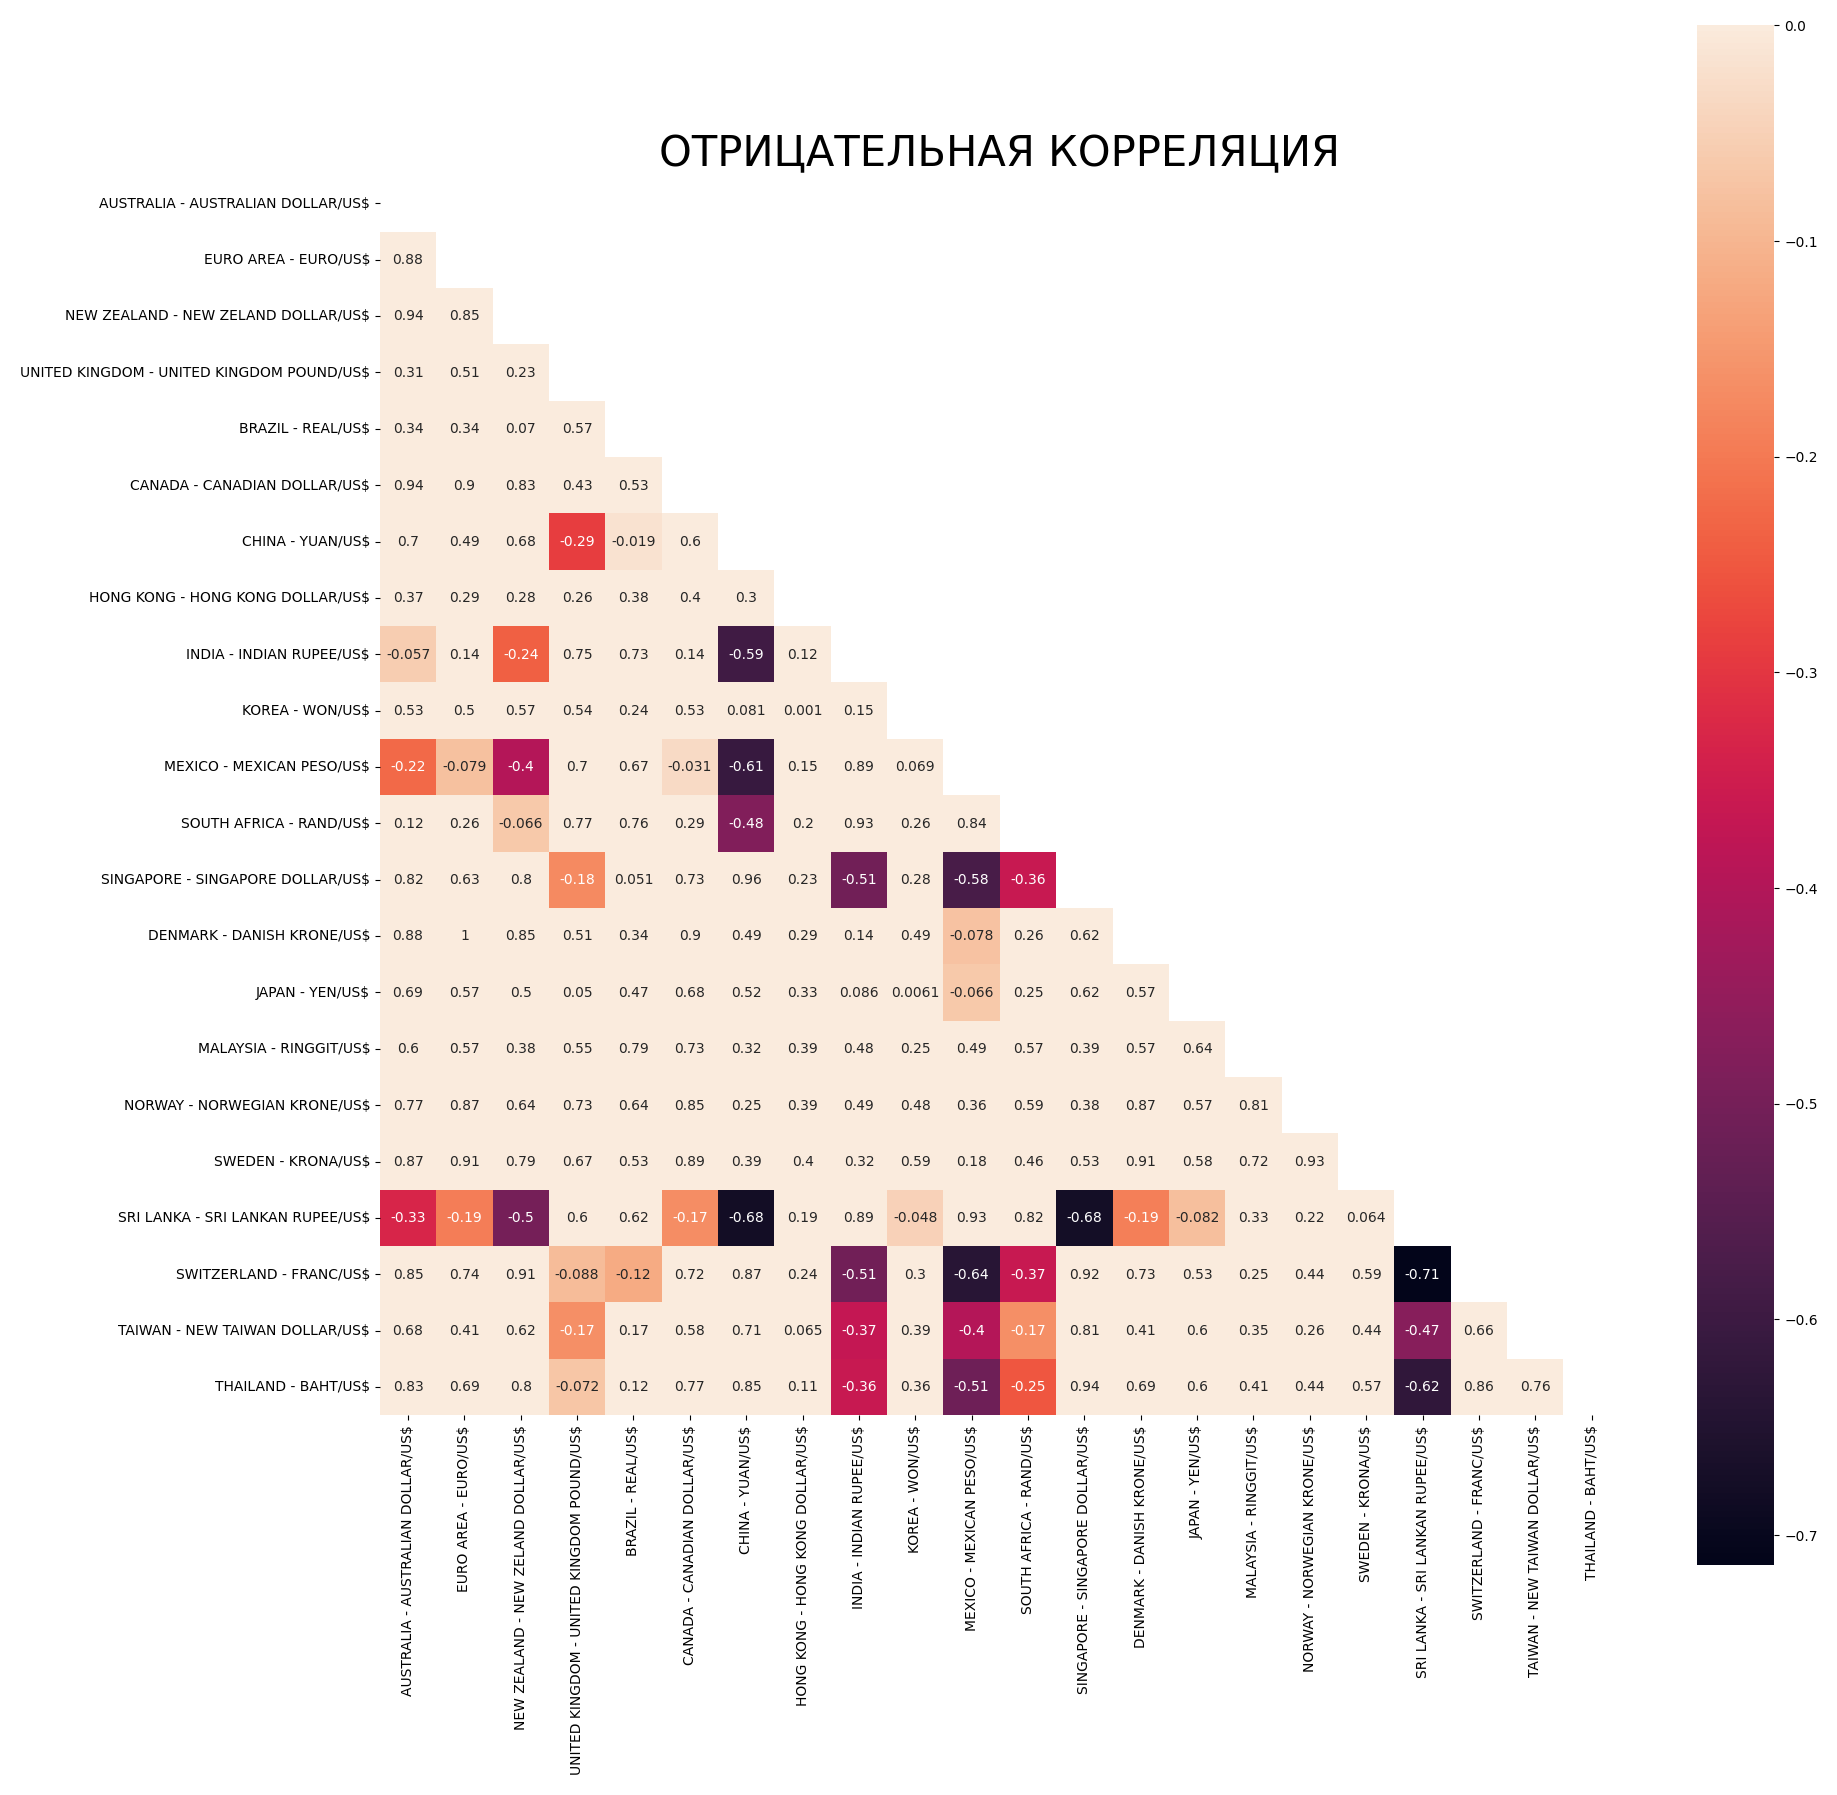 ОТРИЦАТЕЛЬНАЯ КОРРЕЛЯЦИЯ
AUSTRALIA - AUSTRALIAN DOLLAR/US$
EURO AREA - EURO/US$ 0.88
NEW ZEALAND - NEW ZELAND DOLLAR/US$ 0.94 0.85
UNITED KINGDOM - UNITED KINGDOM POUND/US$ 0.31 0.51 0.23
BRAZIL - REAL/US$ 0.34 0.34 0.07 0.57
CANADA - CANADIAN DOLLAR/US$ 0.94 0.9 0.83 0.43 0.53
CHINA - YUAN/US$ 0.7 0.49 0.68 -0.29 -0.019 0.6
HONG KONG - HONG KONG DOLLAR/US$ 0.37 0.29 0.28 0.26 0.38 0.4 0.3
INDIA - INDIAN RUPEE/US$ -0.057 0.14 -0.24 0.75 0.73 0.14 -0.59 0.12
KOREA - WON/US$ 0.53 0.5 0.57 0.54 0.24 0.53 0.081 0.001 0.15
MEXICO - MEXICAN PESO/US$ -0.22 -0.079 -0.4 0.7 0.67 -0.031 -0.61 0.15 0.89 0.069
SOUTH AFRICA - RAND/US$ 0.12 0.26 -0.066 0.77 0.76 0.29 -0.48 0.2 0.93 0.26 0.84
SINGAPORE - SINGAPORE DOLLAR/US$ 0.82 0.63 0.8 -0.18 0.051 0.73 0.96 0.23 -0.51 0.28 -0.58 -0.36
DENMARK - DANISH KRONE/US$ 0.88 1 0.85 0.51 0.34 0.9 0.49 0.29 0.14 0.49 -0.078 0.26 0.62
JAPAN - YEN/US$ 0.69 0.57 0.5 0.05 0.47 0.68 0.52 0.33 0.086 0.0061 -0.066 0.25 0.62 0.57
MALAYSIA - RINGGIT/US$ 0.6 0.57 0.38 0.55 0.79 0.73 0.32 0.39 0.48 0.25 0.49 0.57 0.39 0.57 0.64
NORWAY - NORWEGIAN KRONE/US$ 0.77 0.87 0.64 0.73 0.64 0.85 0.25 0.39 0.49 0.48 0.36 0.59 0.38 0.87 0.57 0.81
SWEDEN - KRONA/US$ 0.87 0.91 0.79 0.67 0.53 0.89 0.39 0.4 0.32 0.59 0.18 0.46 0.53 0.91 0.58 0.72 0.93
SRI LANKA - SRI LANKAN RUPEE/US$ -0.33 -0.19 -0.5 0.6 0.62 -0.17 -0.68 0.19 0.89 -0.048 0.93 0.82 -0.68 -0.19 -0.082 0.33 0.22 0.064
SWITZERLAND - FRANC/US$ 0.85 0.74 0.91 -0.088 -0.12 0.72 0.87 0.24 -0.51 0.3 -0.64 -0.37 0.92 0.73 0.53 0.25 0.44 0.59 -0.71
TAIWAN - NEW TAIWAN DOLLAR/US$ 0.68 0.41 0.62 -0.17 0.17 0.58 0.71 0.065 -0.37 0.39 -0.4 -0.17 0.81 0.41 0.6 0.35 0.26 0.44 -0.47 0.66
THAILAND - BAHT/US$ 0.83 0.69 0.8 -0.072 0.12 0.77 0.85 0.11 -0.36 0.36 -0.51 -0.25 0.94 0.69 0.6 0.41 0.44 0.57 -0.62 0.86 0.76
AUSTRALIA - AUSTRALIAN DOLLAR/US$
EURO AREA - EURO/US$
NEW ZEALAND - NEW ZELAND DOLLAR/US$
UNITED KINGDOM - UNITED KINGDOM POUND/US$
BRAZIL - REAL/US$
CANADA - CANADIAN DOLLAR/US$
CHINA - YUAN/US$
HONG KONG - HONG KONG DOLLAR/US$
INDIA - INDIAN RUPEE/US$
KOREA - WON/US$
MEXICO - MEXICAN PESO/US$
SOUTH AFRICA - RAND/US$
SINGAPORE - SINGAPORE DOLLAR/US$
DENMARK - DANISH KRONE/US$
JAPAN - YEN/US$
MALAYSIA - RINGGIT/US$
NORWAY - NORWEGIAN KRONE/US$
SWEDEN - KRONA/US$
SRI LANKA - SRI LANKAN RUPEE/US$
SWITZERLAND - FRANC/US$
TAIWAN - NEW TAIWAN DOLLAR/US$
THAILAND - BAHT/US$
0.0
−0.1
−0.2
−0.3
−0.4
−0.5
−0.6
−0.7